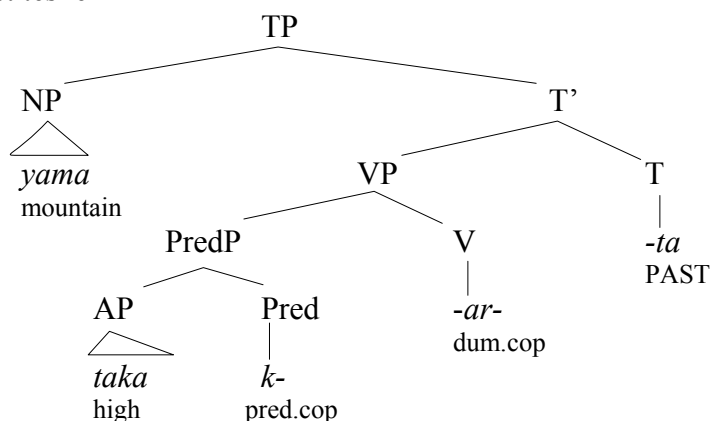 TP
NP T’
yama
mountain
VP T
-ta
PAST
PredP V
-ar-
dum.cop
AP Pred
taka k-
high pred.cop